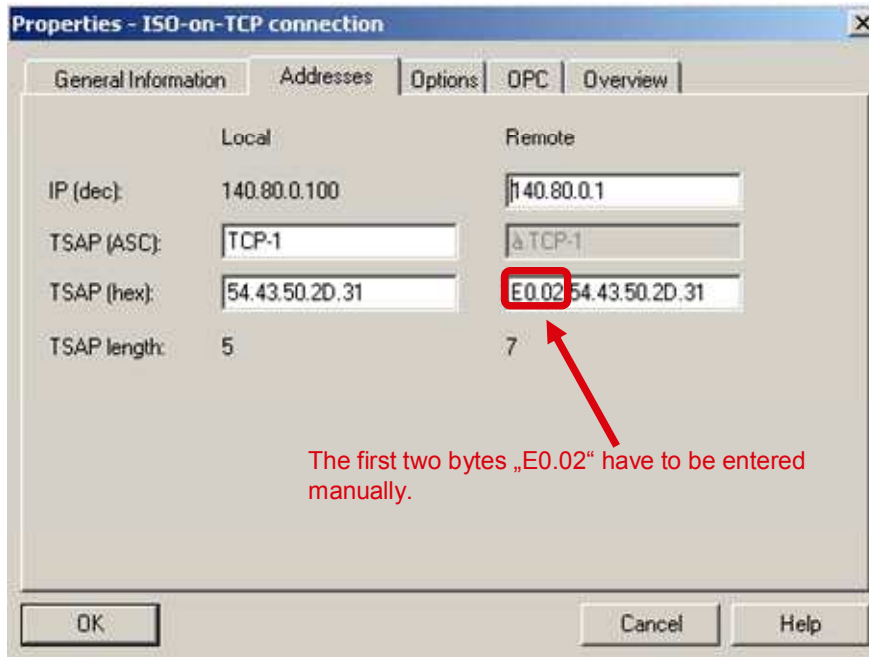 Properties - ISO-on-TCP connection
General Information Addresses Options OPC Overview
Local Remote
IP (dec): 140.80.0.100 140.80.0.1
TSAP (ASC): TCP-1 à TCP-1
TSAP (hex): 54.43.50.2D.31 E0.02 54.43.50.2D.31
TSAP length: 5 7
The first two bytes „E0.02“ have to be entered
manually.
OK Cancel Help